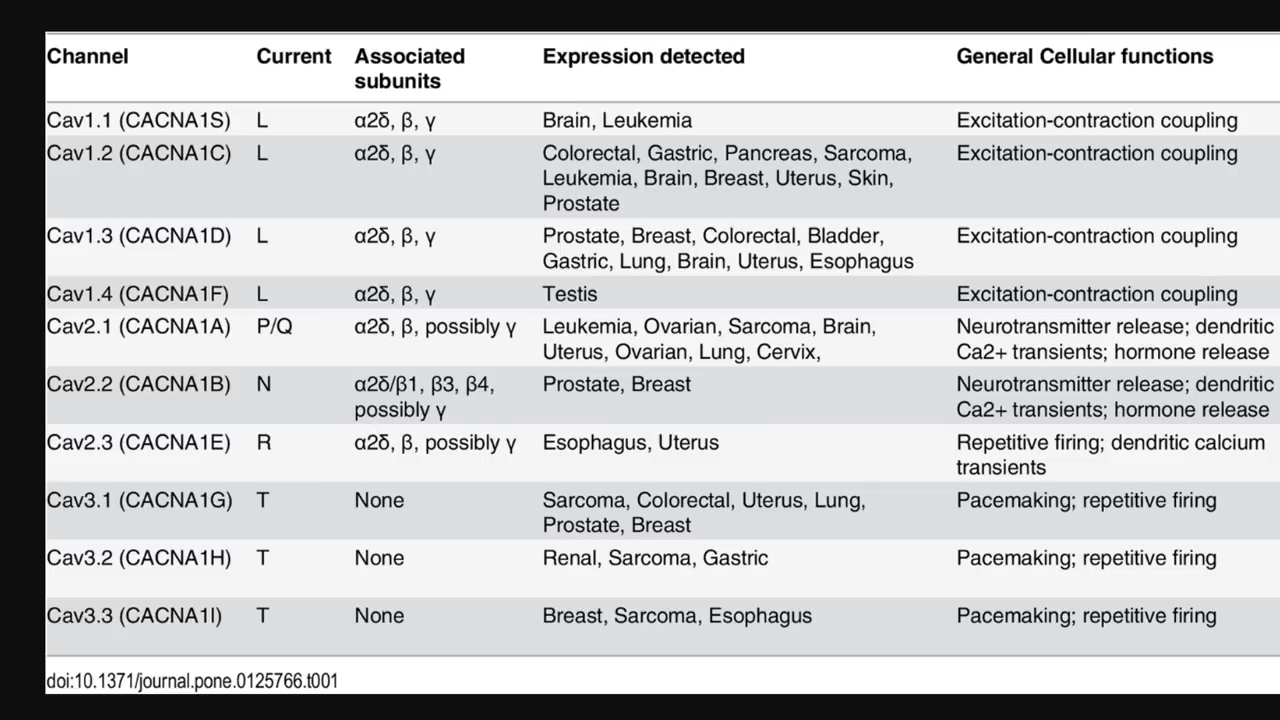 Channel Current Associated subunits Expression detected General Cellular functions
Cav1.1 (CACNA1S) L α2δ, β, γ Brain, Leukemia Excitation-contraction coupling
Cav1.2 (CACNA1C) L α2δ, β, γ Colorectal, Gastric, Pancreas, Sarcoma, Leukemia, Brain, Breast, Uterus, Skin, Prostate Excitation-contraction coupling
Cav1.3 (CACNA1D) L α2δ, β, γ Prostate, Breast, Colorectal, Bladder, Gastric, Lung, Brain, Uterus, Esophagus Excitation-contraction coupling
Cav1.4 (CACNA1F) L α2δ, β, γ Testis Excitation-contraction coupling
Cav2.1 (CACNA1A) P/Q α2δ, β, possibly γ Leukemia, Ovarian, Sarcoma, Brain, Uterus, Ovarian, Lung, Cervix, Neurotransmitter release; dendritic Ca2+ transients; hormone release
Cav2.2 (CACNA1B) N α2δ/β1, β3, β4, possibly γ Prostate, Breast Neurotransmitter release; dendritic Ca2+ transients; hormone release
Cav2.3 (CACNA1E) R α2δ, β, possibly γ Esophagus, Uterus Repetitive firing; dendritic calcium transients
Cav3.1 (CACNA1G) T None Sarcoma, Colorectal, Uterus, Lung, Prostate, Breast Pacemaking; repetitive firing
Cav3.2 (CACNA1H) T None Renal, Sarcoma, Gastric Pacemaking; repetitive firing
Cav3.3 (CACNA1I) T None Breast, Sarcoma, Esophagus Pacemaking; repetitive firing
doi:10.1371/journal.pone.0125766.t001